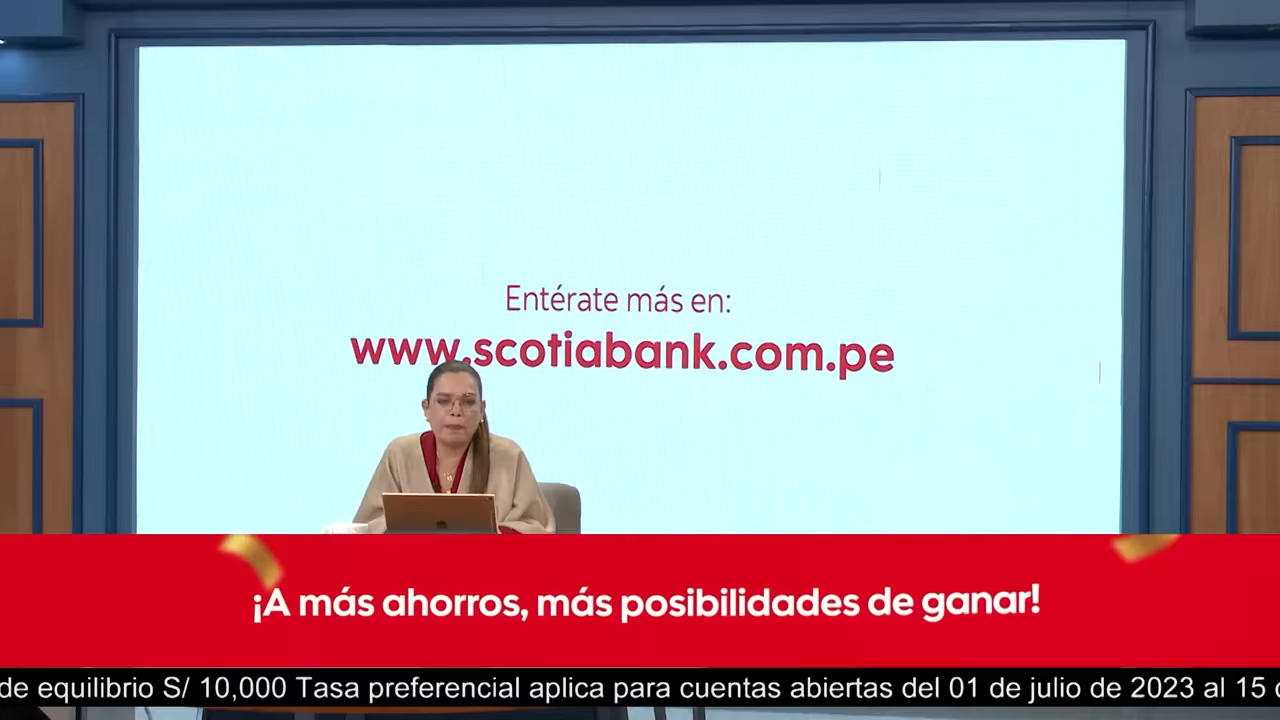 Entérate más en:
www.scotiabank.com.pe
¡A más ahorros, más posibilidades de ganar!
de equilibrio S/ 10,000 Tasa preferencial aplica para cuentas abiertas del 01 de julio de 2023 al 15